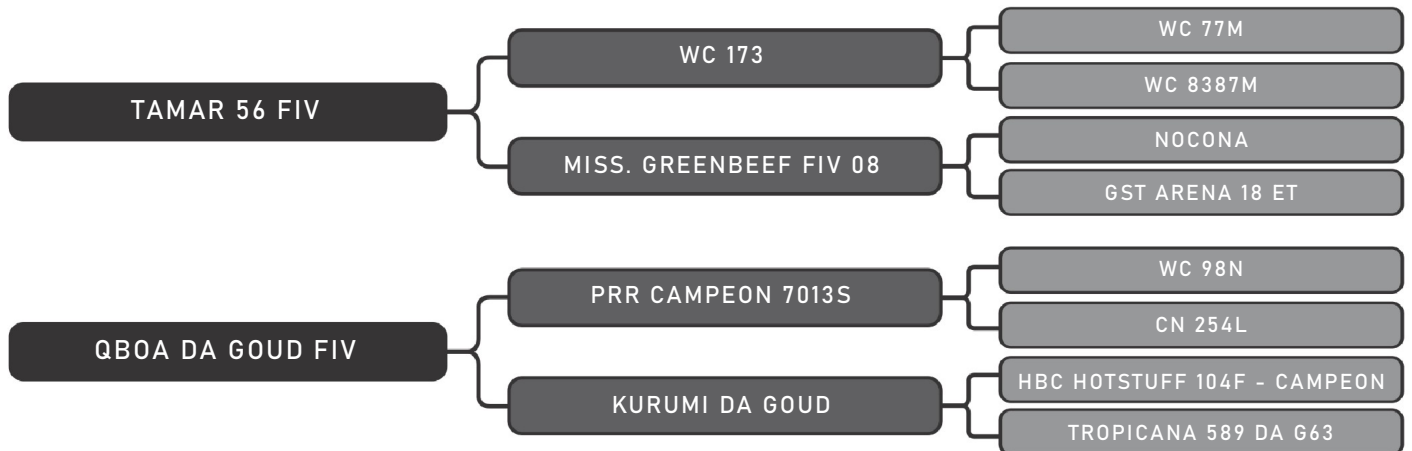 TAMAR 56 FIV
WC 173
WC 77M
WC 8387M
MISS. GREENBEEF FIV 08
NOCONA
GST ARENA 18 ET
QBOA DA GOUD FIV
PRR CAMPEON 7013S
WC 98N
CN 254L
KURUMI DA GOUD
HBC HOTSTUFF 104F - CAMPEON
TROPICANA 589 DA G63